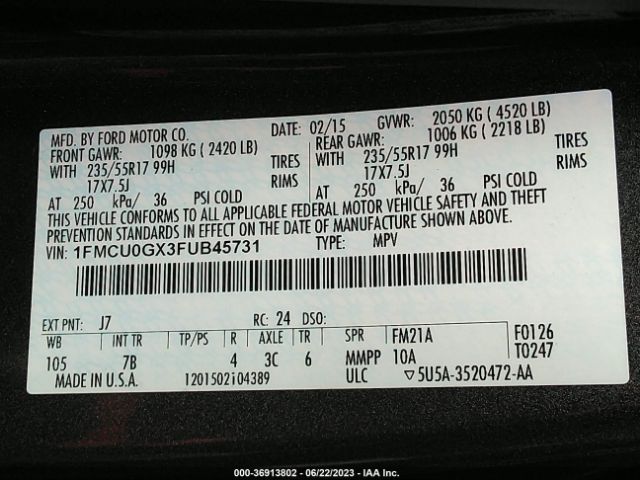 MFD. BY FORD MOTOR CO.
DATE: 02/15
GVWR: 2050 KG ( 4520 LB)
FRONT GAWR: 1098 KG ( 2420 LB)
REAR GAWR: 1006 KG ( 2218 LB)
WITH 235/55R17 99H TIRES
WITH 235/55R17 99H TIRES
17X7.5J RIMS
17X7.5J RIMS
AT 250 kPa/ 36 PSI COLD
AT 250 kPa/ 36 PSI COLD
THIS VEHICLE CONFORMS TO ALL APPLICABLE FEDERAL MOTOR VEHICLE SAFETY AND THEFT
PREVENTION STANDARDS IN EFFECT ON THE DATE OF MANUFACTURE SHOWN ABOVE.
VIN: 1FMCU0GX3FUB45731
TYPE: MPV
EXT PNT: J7 RC: 24 DSO:
WB INT TR TP/PS R AXLE TR SPR FM21A F0126
105 7B 4 3C 6 MMPP 10A T0247
MADE IN U.S.A. 1201502i04389 ULC ▽5U5A-3520472-AA
000-36913802 - 06/22/2023 - IAA Inc.